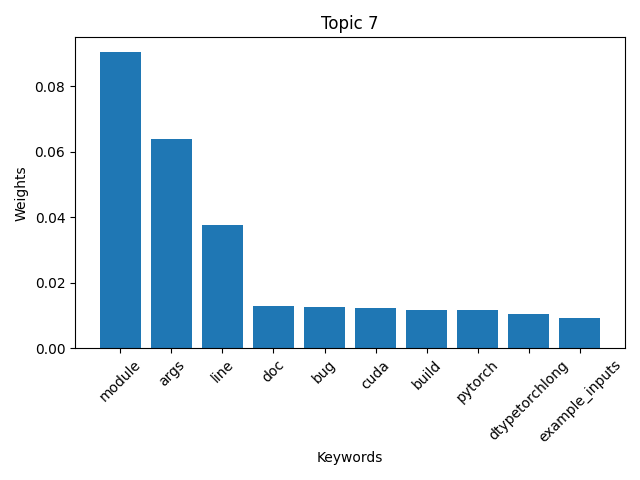 Topic 7
Weights
0.08
0.06
0.04
0.02
0.00
module
args
line
doc
bug
cuda
build
pytorch
dtypetorchlong
example_inputs
Keywords